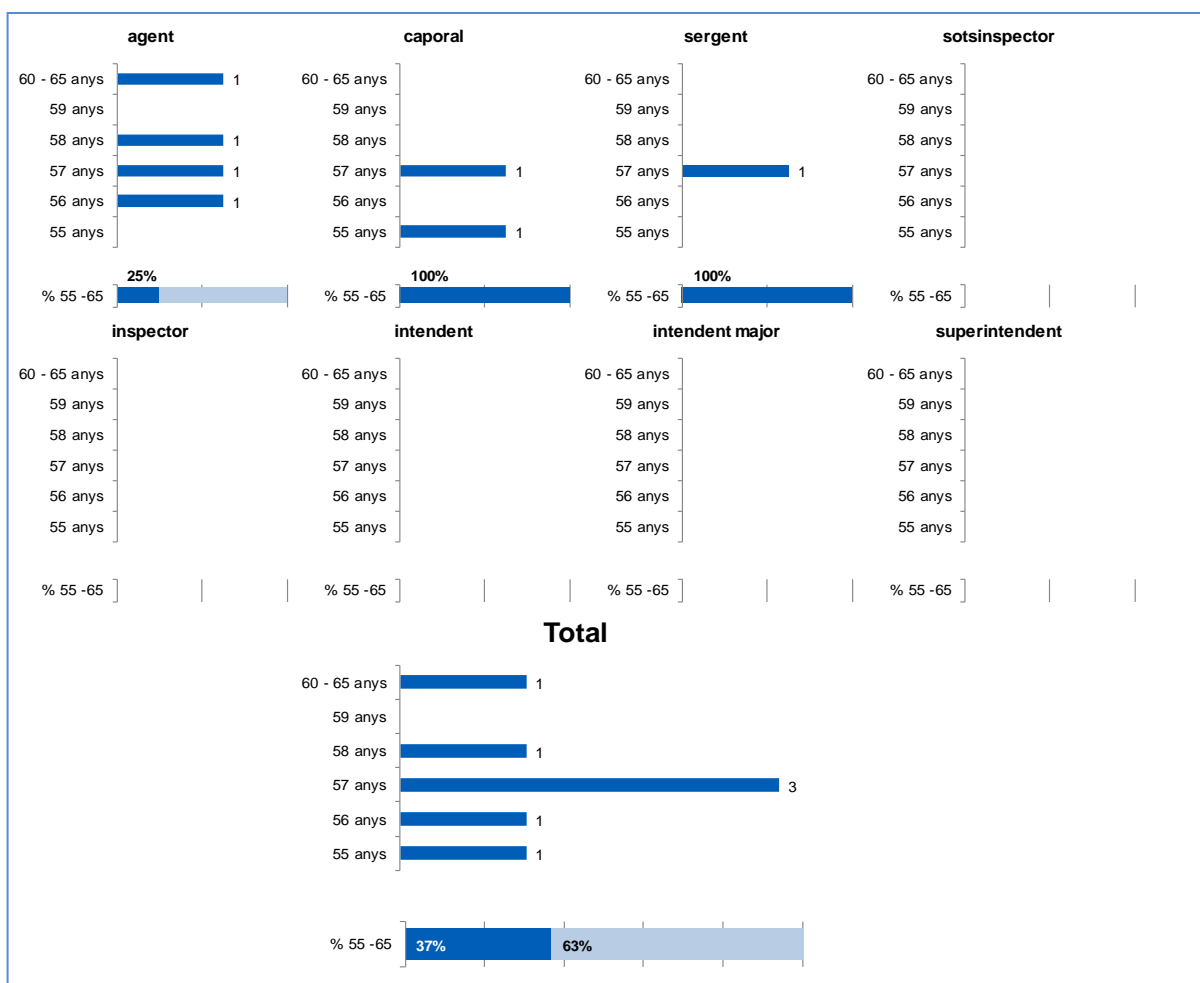 agent
60 - 65 anys 1
59 anys
58 anys 1
57 anys 1
56 anys 1
55 anys
25%
% 55 -65
caporal
60 - 65 anys
59 anys
58 anys
57 anys 1
56 anys
55 anys 1
100%
% 55 -65
sergent
60 - 65 anys
59 anys
58 anys
57 anys 1
56 anys
55 anys
100%
% 55 -65
sotsinspector
60 - 65 anys
59 anys
58 anys
57 anys
56 anys
55 anys
% 55 -65
inspector
60 - 65 anys
59 anys
58 anys
57 anys
56 anys
55 anys
% 55 -65
intendent
60 - 65 anys
59 anys
58 anys
57 anys
56 anys
55 anys
% 55 -65
intendent major
60 - 65 anys
59 anys
58 anys
57 anys
56 anys
55 anys
% 55 -65
superintendent
60 - 65 anys
59 anys
58 anys
57 anys
56 anys
55 anys
% 55 -65
Total
60 - 65 anys 1
59 anys
58 anys 1
57 anys 3
56 anys 1
55 anys 1
% 55 -65 37% 63%